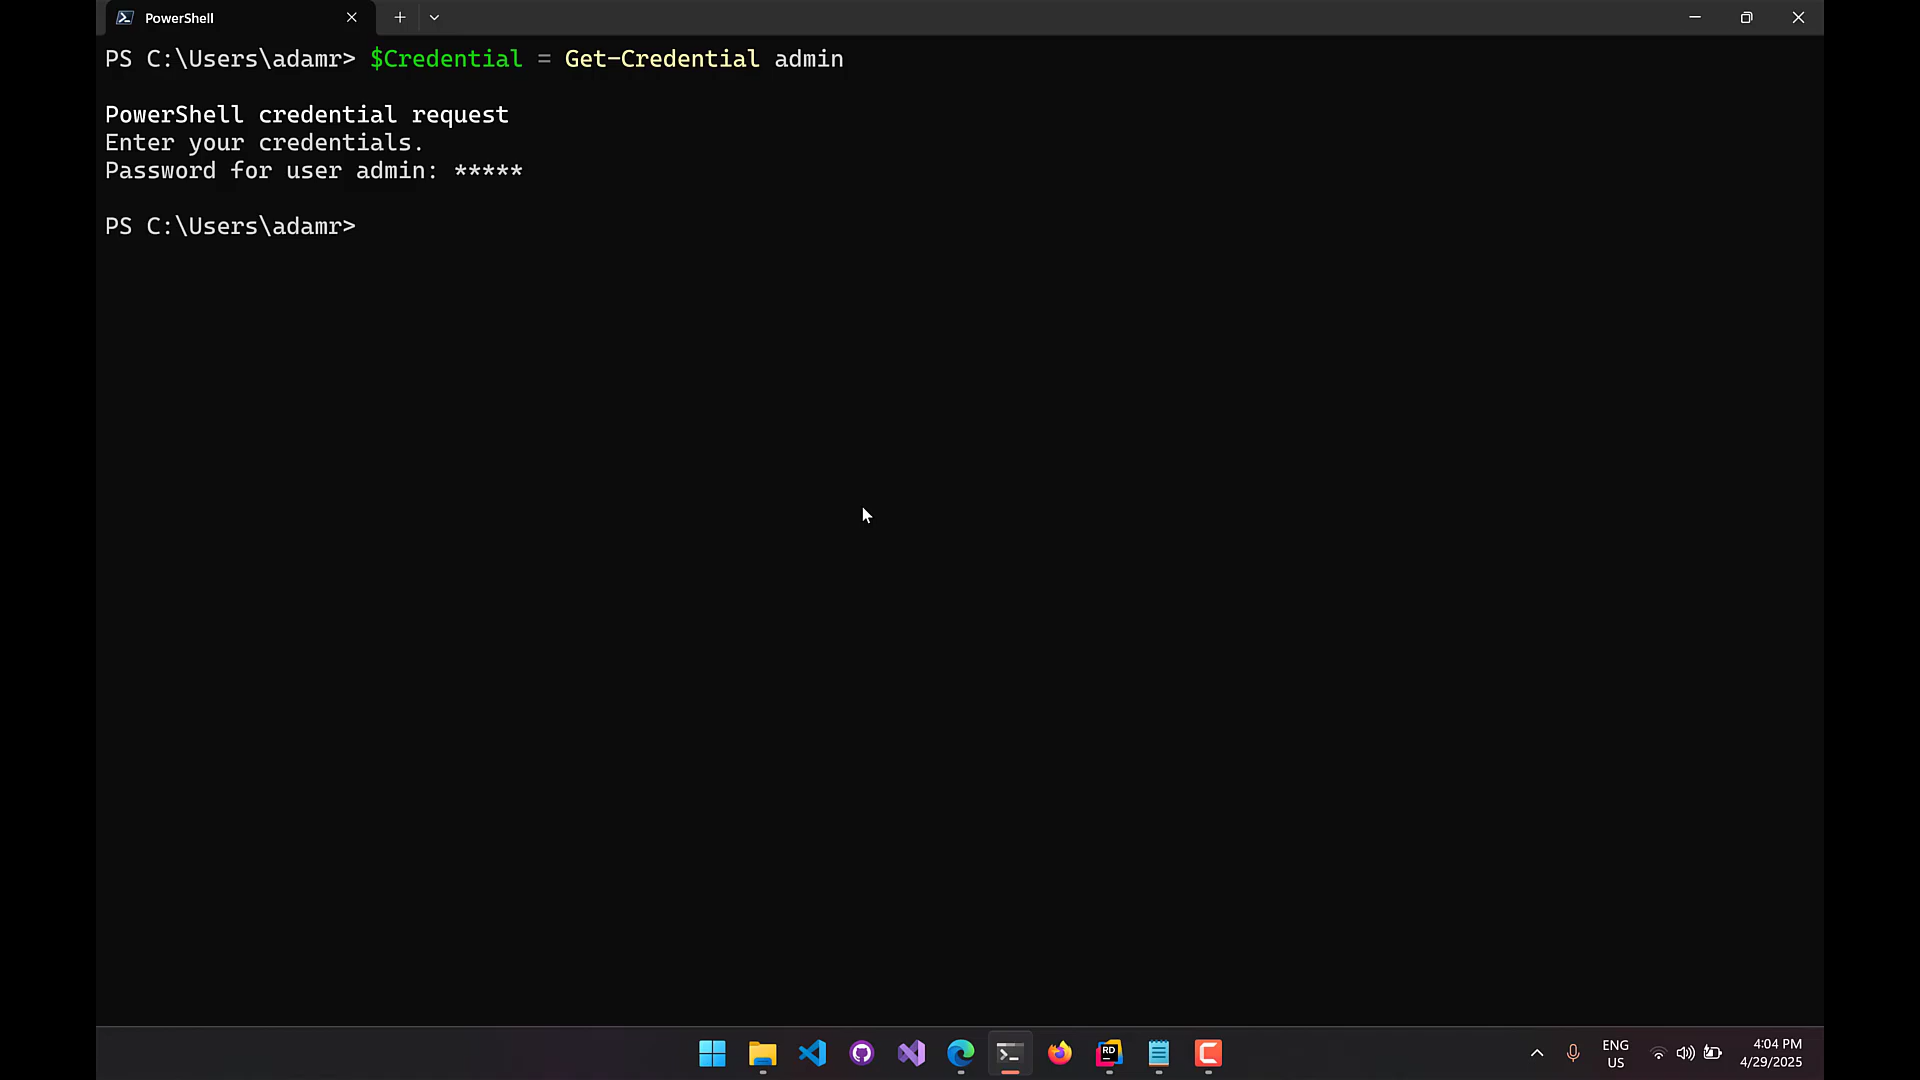 PowerShell
PS C:\Users\adamr> $Credential = Get-Credential admin
PowerShell credential request
Enter your credentials.
Password for user admin: *****
PS C:\Users\adamr>
RD
ENG
US
4:04 PM
4/29/2025